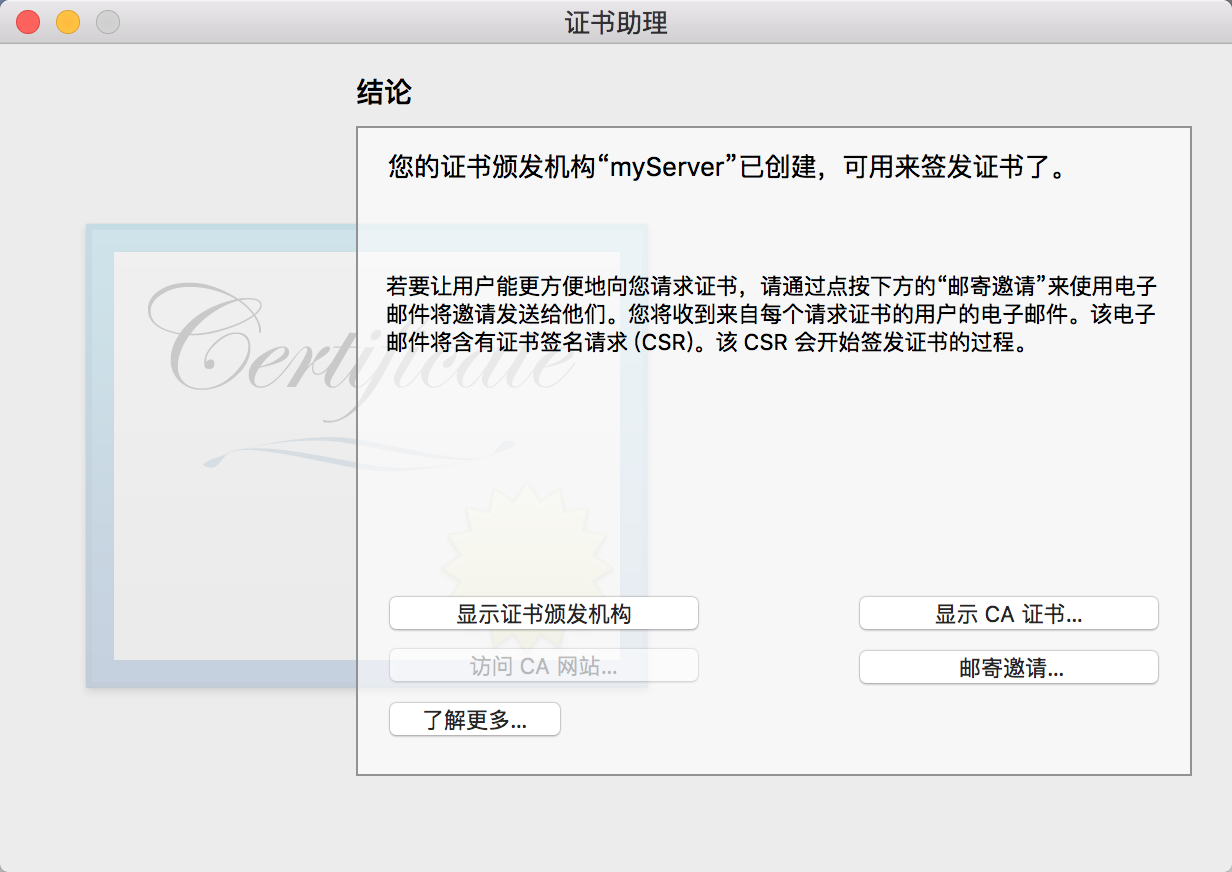 证书助理
结论
您的证书颁发机构“myServer”已创建，可用来签发证书了。
若要让用户能更方便地向您请求证书，请通过点按下方的“邮寄邀请”来使用电子
邮件将邀请发送给他们。您将收到来自每个请求证书的用户的电子邮件。该电子
邮件将含有证书签名请求 (CSR)。该 CSR 会开始签发证书的过程。
Certificate
显示证书颁发机构
显示 CA 证书...
访问 CA 网站...
邮寄邀请...
了解更多...